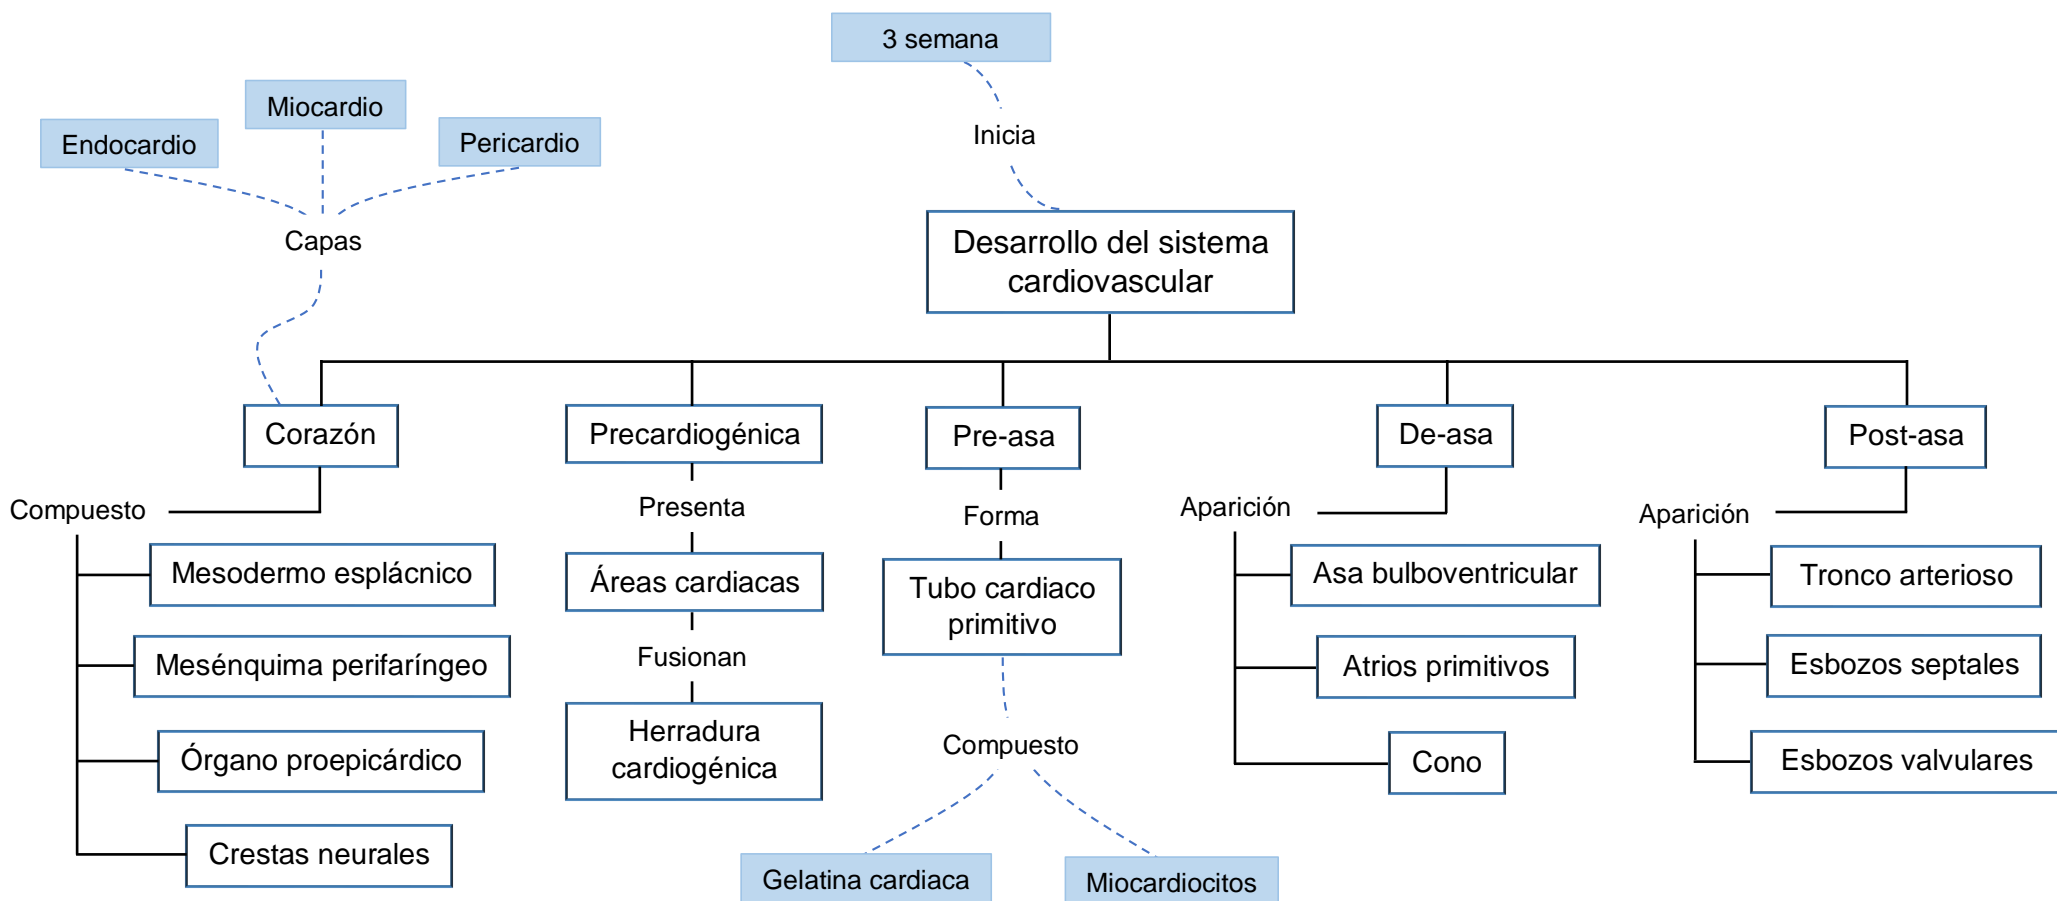 3 semana
Miocardio
Endocardio
Pericardio
Inicia
Capas
Desarrollo del sistema
cardiovascular
Corazón
Precardiogénica
Pre-asa
De-asa
Post-asa
Compuesto
Presenta
Forma
Aparición
Aparición
Mesodermo esplácnico
Áreas cardiacas
Tubo cardiaco
primitivo
Asa bulboventricular
Tronco arterioso
Mesénquima perifaríngeo
Fusionan
Atrios primitivos
Esbozos septales
Órgano proepicárdico
Herradura
cardiogénica
Compuesto
Cono
Esbozos valvulares
Crestas neurales
Gelatina cardiaca
Miocardiocitos